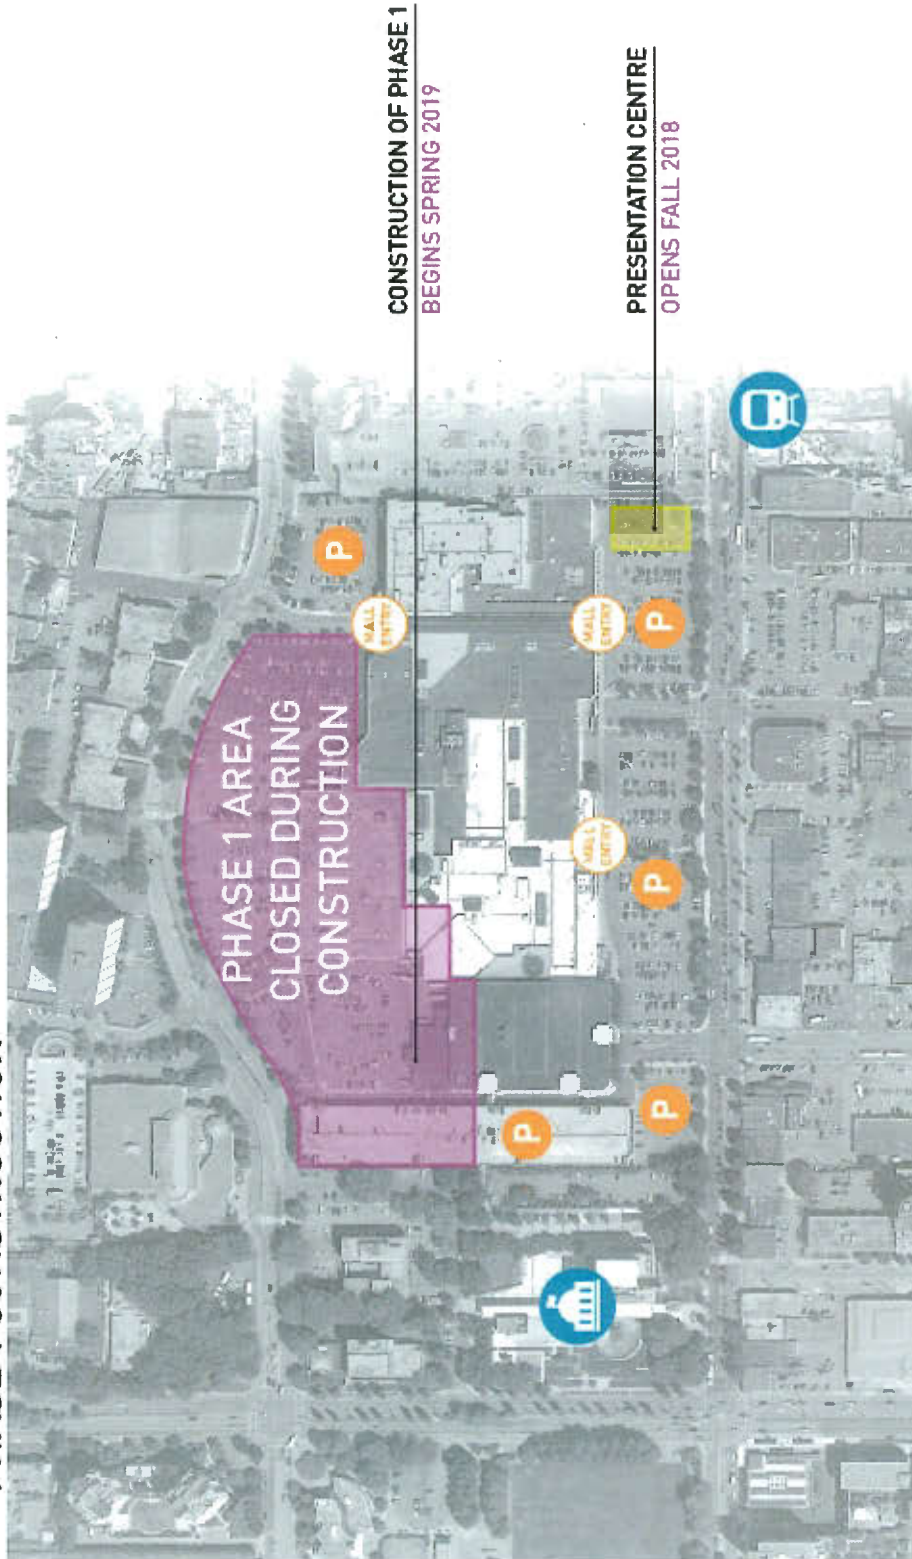 CONSTRUCTION OF PHASE 1
BEGINS SPRING 2019
PRESENTATION CENTRE
OPENS FALL 2018
PHASE 1 AREA
CLOSED DURING
CONSTRUCTION
P
MALL
ENTRY
MALL
ENTRY
P
MALL
ENTRY
P
P
P